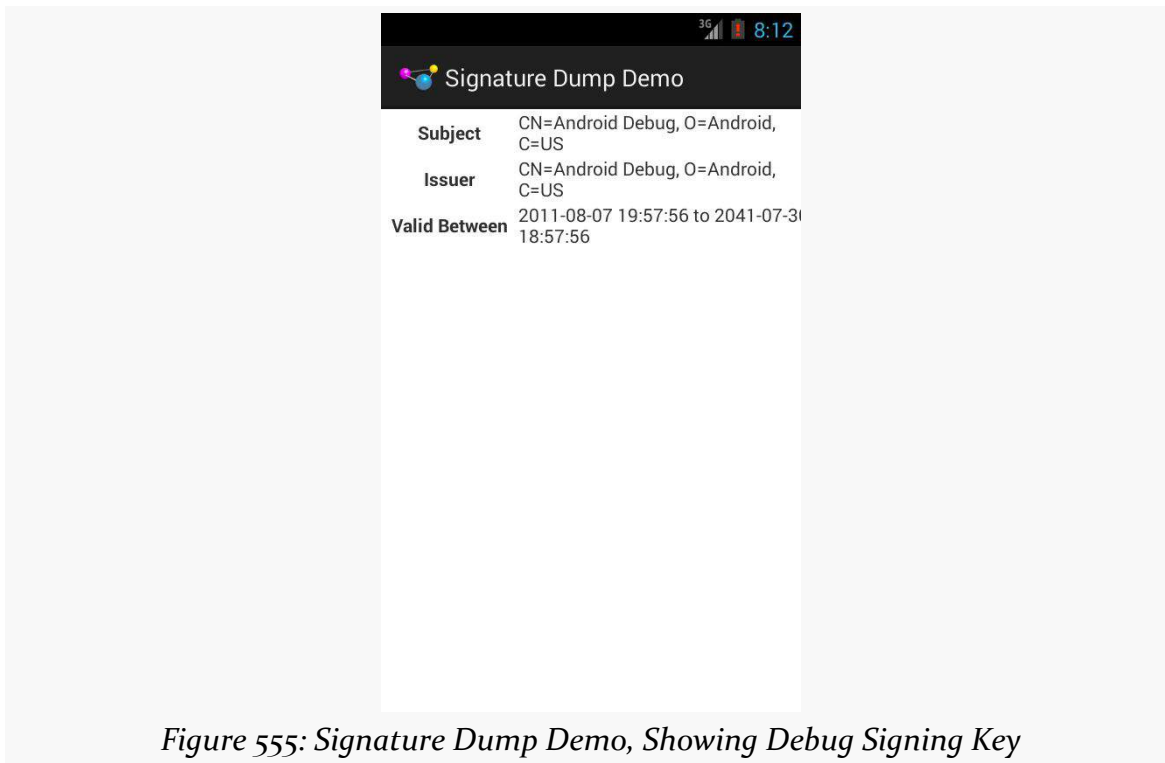 3G 8:12
Signature Dump Demo
Subject CN=Android Debug, O=Android,
C=US
Issuer CN=Android Debug, O=Android,
C=US
Valid Between 2011-08-07 19:57:56 to 2041-07-30
18:57:56
Figure 555: Signature Dump Demo, Showing Debug Signing Key